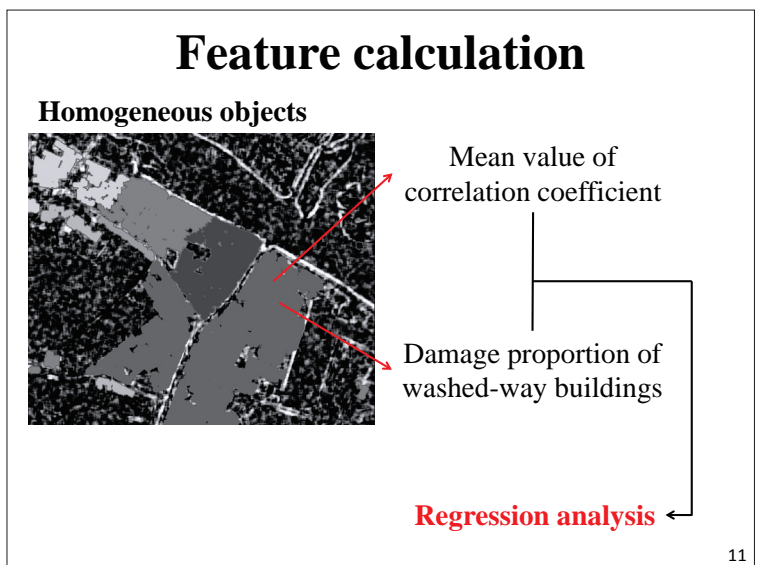 Feature calculation
Homogeneous objects
Mean value of
correlation coefficient
Damage proportion of
washed-way buildings
Regression analysis
11